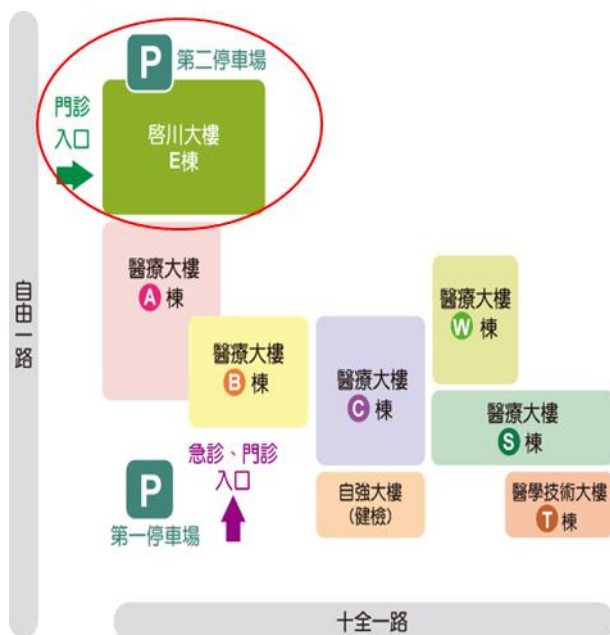 P 第二停車場
門診
入口
啓川大樓
E棟
自由一路
醫療大樓
A 棟
醫療大樓
B 棟
醫療大樓
C 棟
醫療大樓
W 棟
醫療大樓
S 棟
急診、門診
入口
P
第一停車場
自強大樓
(健檢)
醫學技術大樓
T 棟
十全一路